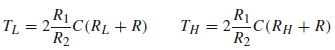 T_L = 2\frac{R_1}{R_2}C(R_L + R)    T_H = 2\frac{R_1}{R_2}C(R_H + R)